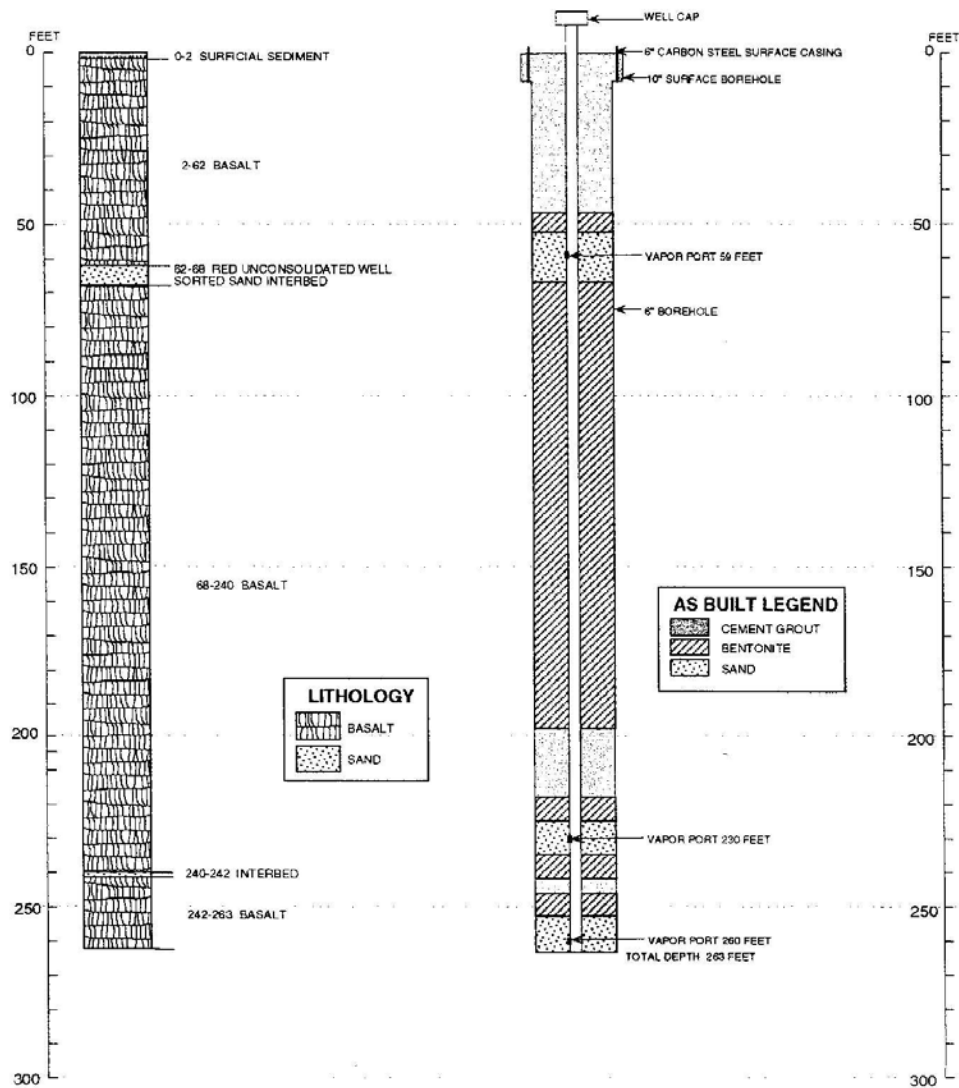 WELL CAP
FEET
FEET
0
0-2 SURFICIAL SEDIMENT
6" CARBON STEEL SURFACE CASING
0
10" SURFACE BOREHOLE
2-62 BASALT
50
50
62-68 RED UNCONSOLIDATED WELL
SORTED SAND INTERBED
VAPOR PORT 59 FEET
6" BOREHOLE
100
100
150
150
68-240 BASALT
AS BUILT LEGEND
CEMENT GROUT
BENTONITE
SAND
LITHOLOGY
BASALT
SAND
200
200
VAPOR PORT 230 FEET
240-242 INTERBED
250
242-263 BASALT
250
VAPOR PORT 260 FEET
TOTAL DEPTH 263 FEET
300
300